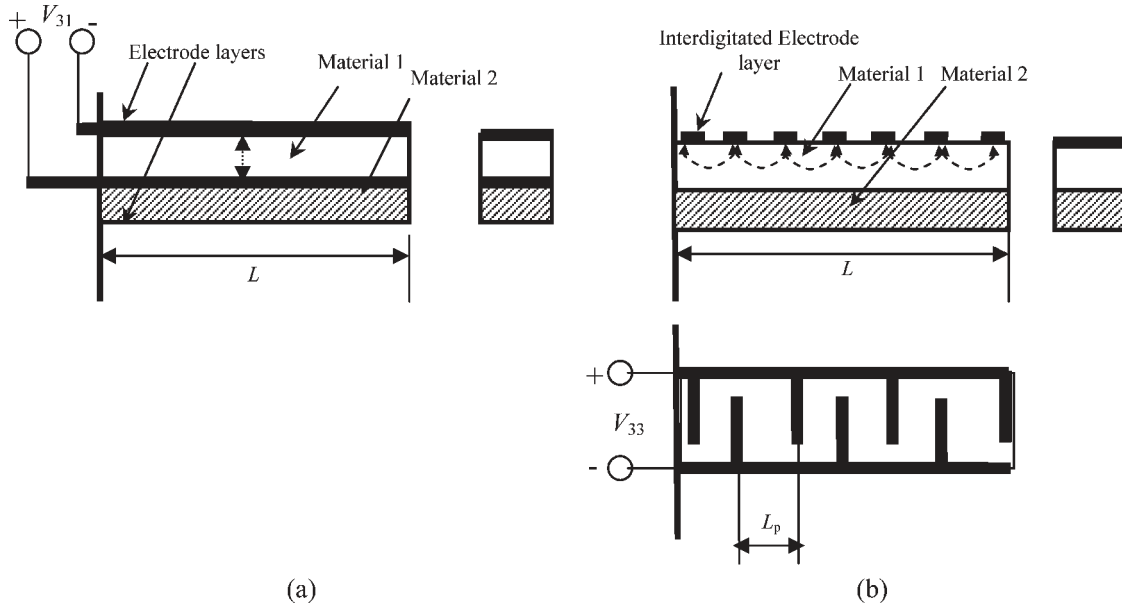 + V31 -
Electrode layers
Material 1
Material 2
L
(a)
Interdigitated Electrode
layer
Material 1
Material 2
L
+
V33
-
Lp
(b)